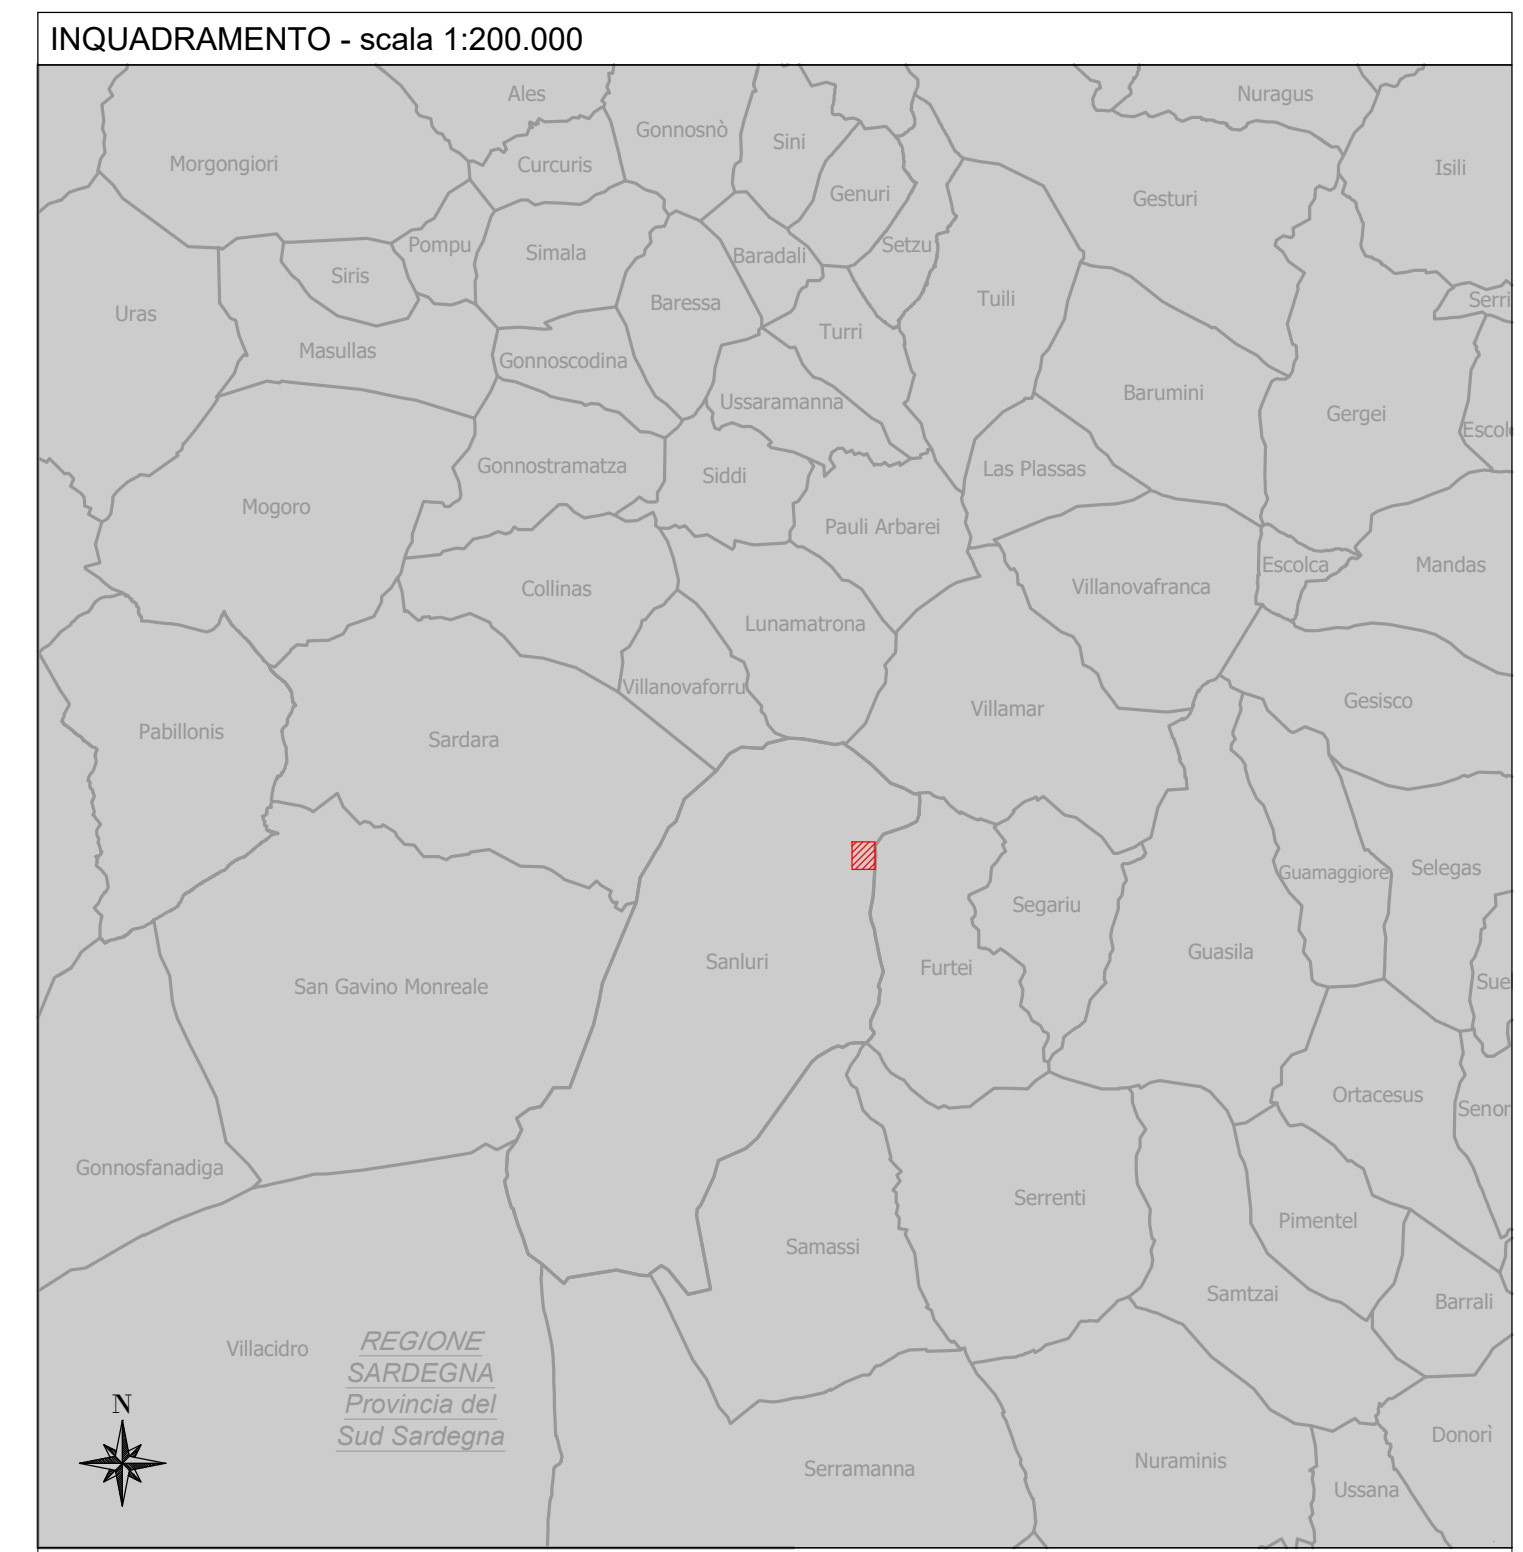 INQUADRAMENTO - scala 1:200.000
Ales
Nuragus
Gonnosnò
Sini
Morgongiori
Curcuris
Isili
Genuri
Gesturi
Pompu
Simala
Baradali
Setzu
Siris
Baressa
Tuili
Serri
Uras
Turri
Masullas
Gonnoscodina
Barumini
Ussaramanna
Gergei
Escol
Gonnostramatza
Siddi
Las Plassas
Mogoro
Pauli Arbarei
Escolca
Mandas
Collinas
Villanovafranca
Lunamatrona
Villanovaforru
Gesisco
Villamar
Pabillonis
Sardara
Guamaggiore
Selegas
Segariu
Guasila
Sanluri
Furtei
San Gavino Monreale
Sue
Ortacesus
Senor
Gonnosfanadiga
Serrenti
Pimentel
Samassi
Samtzai
Barrali
Villacidro
REGIONE
SARDEGNA
Provincia del
Sud Sardegna
N
Donorì
Nuraminis
Serramanna
Ussana